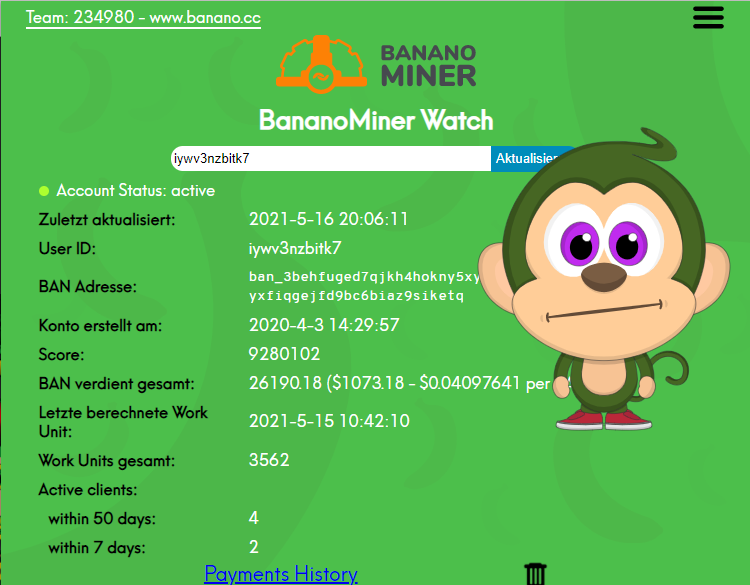 Team: 234980 - www.banano.cc
BANANO
MINER
BananoMiner Watch
iywv3nzbitk7
Aktualisier
Account Status: active
Zuletzt aktualisiert: 2021-5-16 20:06:11
User ID: iywv3nzbitk7
BAN Adresse: ban_3behfuged7qjkh4hokny5xy
yxfiqgejfd9bc6biaz9siketq
Konto erstellt am: 2020-4-3 14:29:57
Score: 9280102
BAN verdient gesamt: 26190.18 ($1073.18 - $0.04097641 per
Letzte berechnete Work
Unit: 2021-5-15 10:42:10
Work Units gesamt: 3562
Active clients:
within 50 days: 4
within 7 days: 2
Payments History